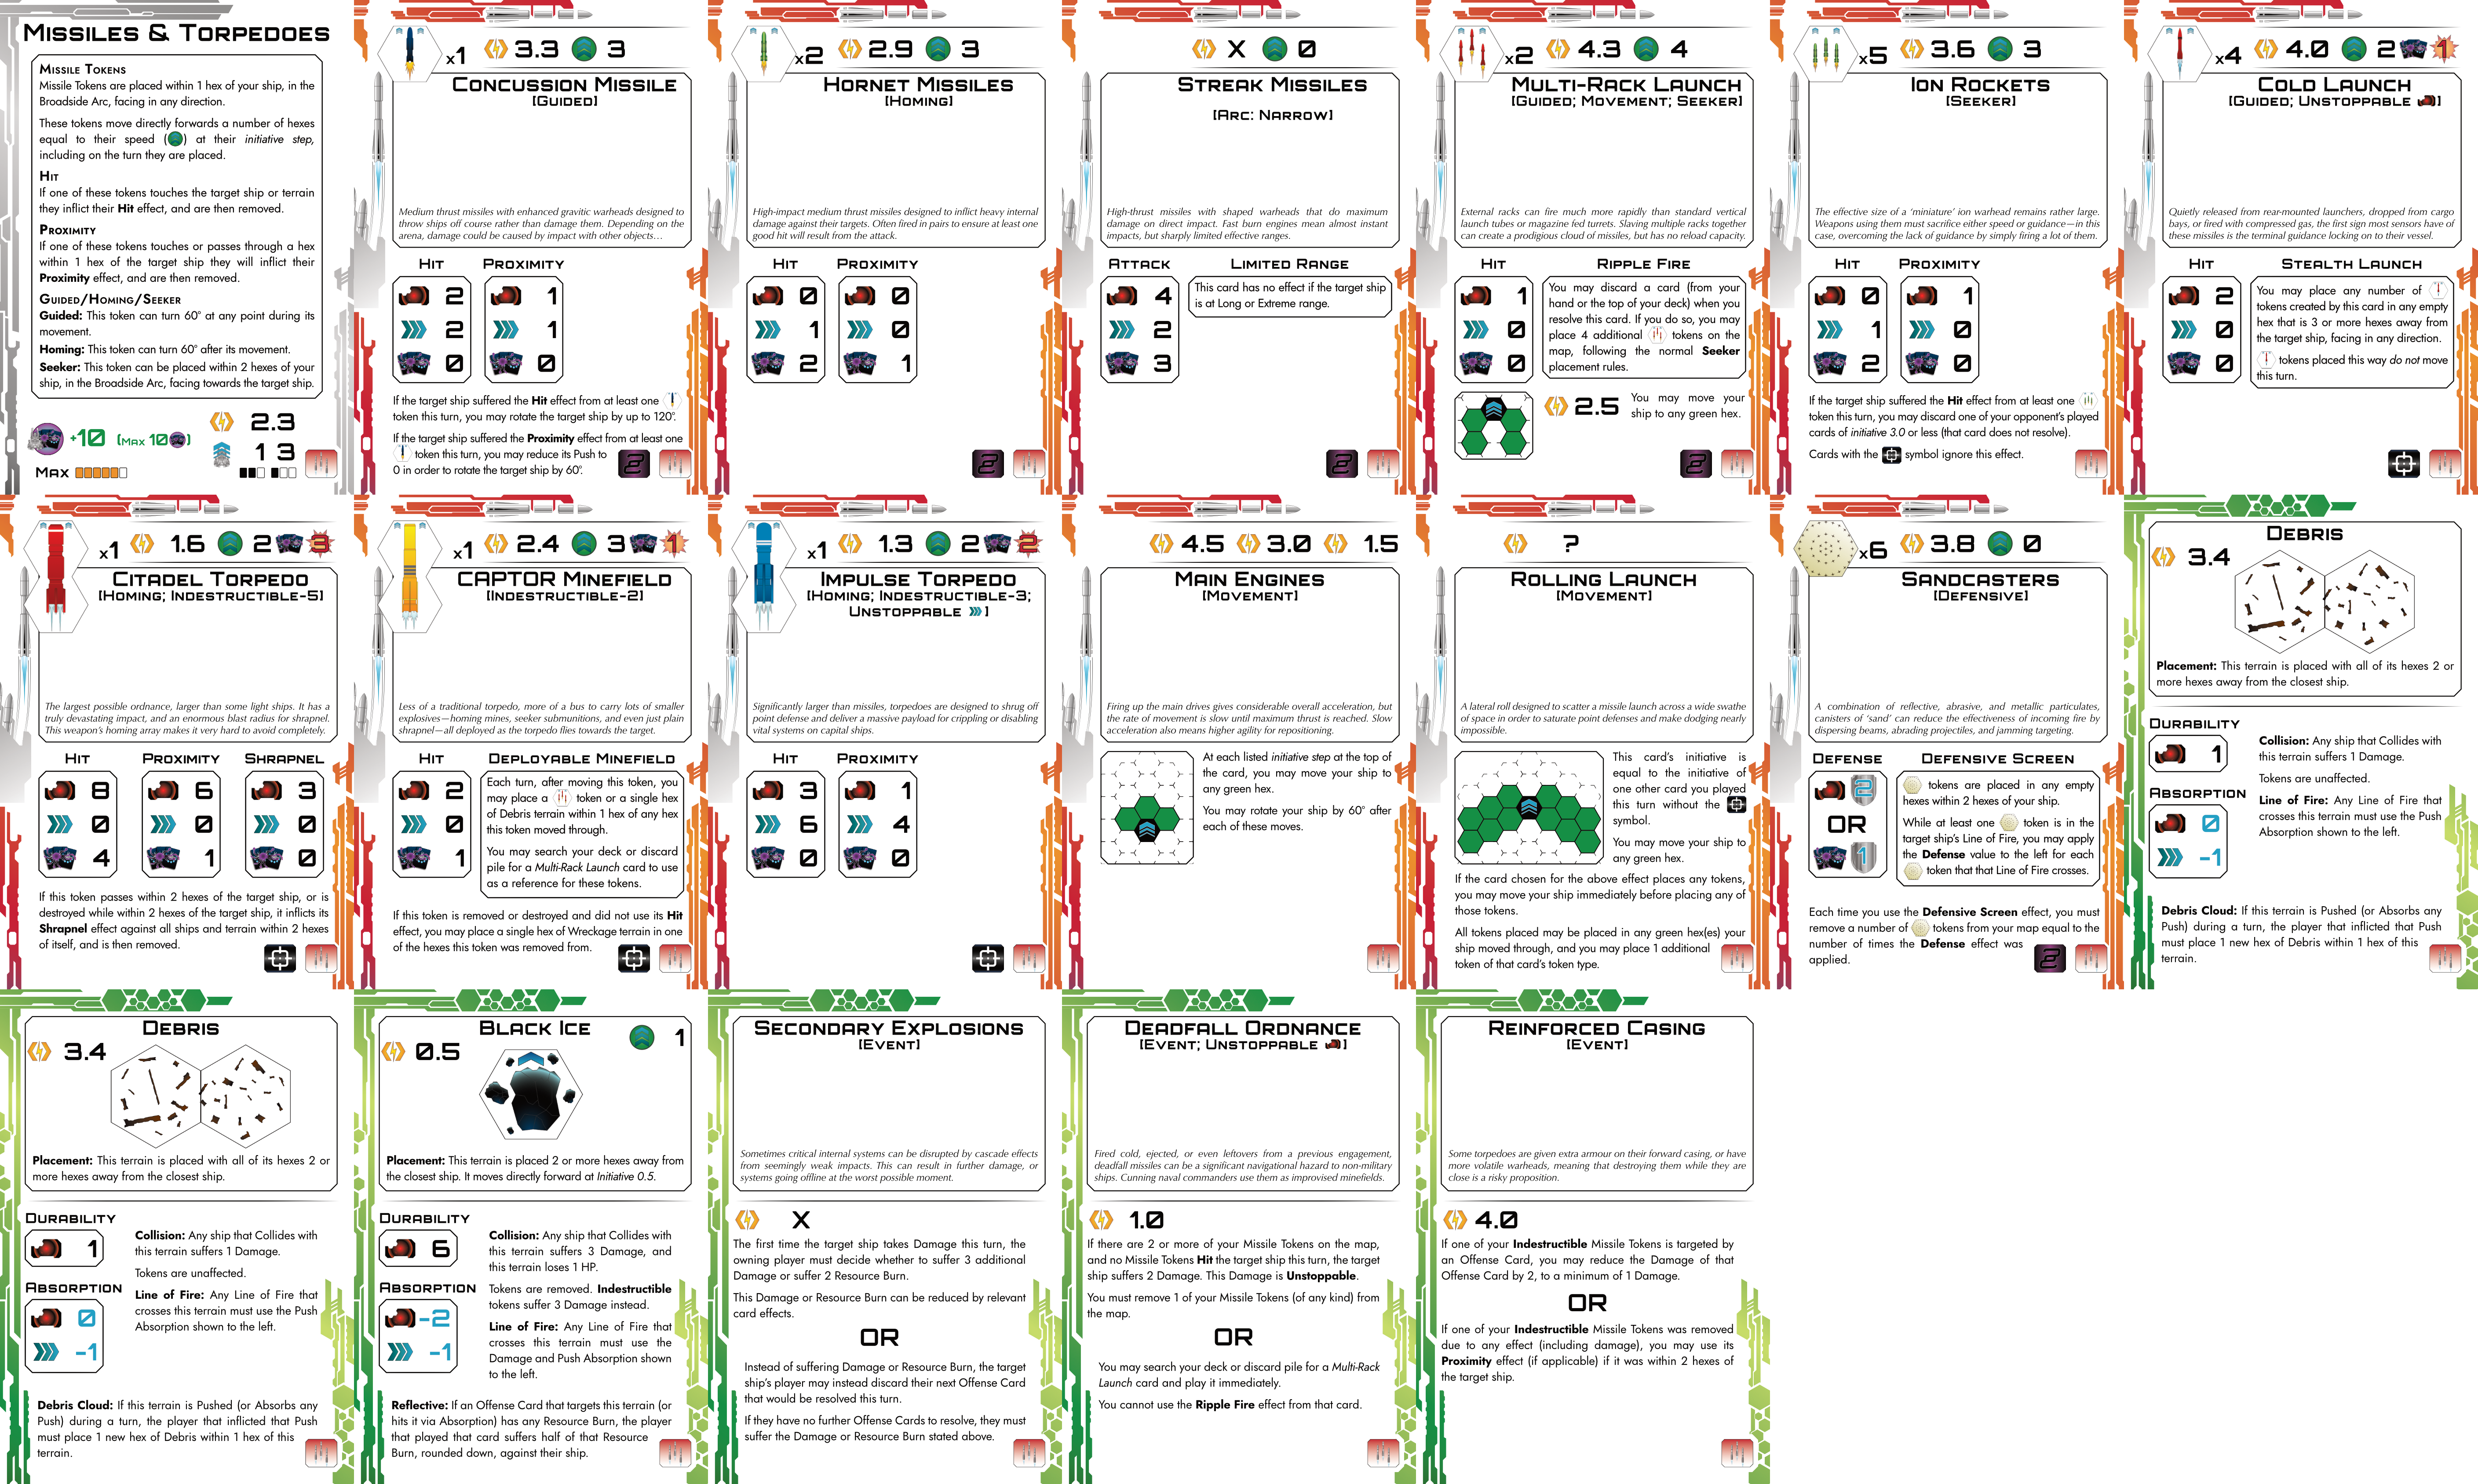 MISSILES & TORPEDOES
MISSILE TOKENS
Missile Tokens are placed within 1 hex of your ship, in the
Broadside Arc, facing in any direction.
These tokens move directly forwards a number of hexes
equal to their speed ( ) at their initiative step,
including on the turn they are placed.
HIT
If one of these tokens touches the target ship or terrain
they inflict their Hit effect, and are then removed.
PROXIMITY
If one of these tokens touches or passes through a hex
within 1 hex of the target ship they will inflict their
Proximity effect, and are then removed.
GUIDED/HOMING/SEEKER
Guided: This token can turn 60° at any point during its
movement.
Homing: This token can turn 60° after its movement.
Seeker: This token can be placed within 2 hexes of your
ship, in the Broadside Arc, facing towards the target ship.
+10 [MAX 10 ]
2.3
1 3
MAX
x1 3.3 3
CONCUSSION MISSILE
[GUIDED]
Medium thrust missiles with enhanced gravitic warheads designed to
throw ships off course rather than damage them. Depending on the
arena, damage could be caused by impact with other objects...
HIT PROXIMITY
2 1
2 1
0 0
If the target ship suffered the Hit effect from at least one
token this turn, you may rotate the target ship by up to 120°.
If the target ship suffered the Proximity effect from at least one
token this turn, you may reduce its Push to
0 in order to rotate the target ship by 60°.
2
x2 2.9 3
HORNET MISSILES
[HOMING]
High-impact medium thrust missiles designed to inflict heavy internal
damage against their targets. Often fired in pairs to ensure at least one
good hit will result from the attack.
HIT PROXIMITY
0 0
1 0
2 1
2
X 0
STREAK MISSILES
[ARC: NARROW]
High-thrust missiles with shaped warheads that do maximum
damage on direct impact. Fast burn engines mean almost instant
impacts, but sharply limited effective ranges.
ATTACK LIMITED RANGE
4
2
3
This card has no effect if the target ship
is at Long or Extreme range.
x2 4.3 4
MULTI-RACK LAUNCH
[GUIDED; MOVEMENT; SEEKER]
External racks can fire much more rapidly than standard vertical
launch tubes or magazine fed turrets. Slaving multiple racks together
can create a prodigious cloud of missiles, but has no reload capacity.
HIT RIPPLE FIRE
1
0
0
You may discard a card (from your
hand or the top of your deck) when you
resolve this card. If you do so, you may
place 4 additional tokens on the
map, following the normal Seeker
placement rules.
2.5 You may move your
ship to any green hex.
2
x5 3.6 3
ION ROCKETS
[SEEKER]
The effective size of a 'miniature' ion warhead remains rather large.
Weapons using them must sacrifice either speed or guidance—in this
case, overcoming the lack of guidance by simply firing a lot of them.
HIT PROXIMITY
0 1
1 0
2 0
If the target ship suffered the Hit effect from at least one
token this turn, you may discard one of your opponent's played
cards of initiative 3.0 or less (that card does not resolve).
Cards with the symbol ignore this effect.
x4 4.0 2 1
COLD LAUNCH
[GUIDED; UNSTOPPABLE ]
Quietly released from rear-mounted launchers, dropped from cargo
bays, or fired with compressed gas, the first sign most sensors have of
these missiles is the terminal guidance locking on to their vessel.
HIT STEALTH LAUNCH
2
0
0
You may place any number of
tokens created by this card in any empty
hex that is 3 or more hexes away from
the target ship, facing in any direction.
tokens placed this way do not move
this turn.
x1 1.6 2 3
CITADEL TORPEDO
[HOMING; INDESTRUCTIBLE-5]
The largest possible ordnance, larger than some light ships. It has a
truly devastating impact, and an enormous blast radius for shrapnel.
This weapon's homing array makes it very hard to avoid completely.
HIT PROXIMITY SHRAPNEL
8 6 3
0 0 0
4 1 0
If this token passes within 2 hexes of the target ship, or is
destroyed while within 2 hexes of the target ship, it inflicts its
Shrapnel effect against all ships and terrain within 2 hexes
of itself, and is then removed.
x1 2.4 3 1
CAPTOR MINEFIELD
[INDESTRUCTIBLE-2]
Less of a traditional torpedo, more of a bus to carry lots of smaller
explosives—homing mines, seeker submunitions, and even just plain
shrapnel—all deployed as the torpedo flies towards the target.
HIT DEPLOYABLE MINEFIELD
2
0
1
Each turn, after moving this token, you
may place a token or a single hex
of Debris terrain within 1 hex of any hex
this token moved through.
You may search your deck or discard
pile for a Multi-Rack Launch card to use
as a reference for these tokens.
If this token is removed or destroyed and did not use its Hit
effect, you may place a single hex of Wreckage terrain in one
of the hexes this token was removed from.
x1 1.3 2 2
IMPULSE TORPEDO
[HOMING; INDESTRUCTIBLE-3;
UNSTOPPABLE ]
Significantly larger than missiles, torpedoes are designed to shrug off
point defense and deliver a massive payload for crippling or disabling
vital systems on capital ships.
HIT PROXIMITY
3 1
6 4
0 0
4.5 3.0 1.5
MAIN ENGINES
[MOVEMENT]
Firing up the main drives gives considerable overall acceleration, but
the rate of movement is slow until maximum thrust is reached. Slow
acceleration also means higher agility for repositioning.
At each listed initiative step at the top of
the card, you may move your ship to
any green hex.
You may rotate your ship by 60° after
each of these moves.
?
ROLLING LAUNCH
[MOVEMENT]
A lateral roll designed to scatter a missile launch across a wide swathe
of space in order to saturate point defenses and make dodging nearly
impossible.
This card's initiative is
equal to the initiative of
one other card you played
this turn without the
symbol.
You may move your ship to
any green hex.
If the card chosen for the above effect places any tokens,
you may move your ship immediately before placing any of
those tokens.
All tokens placed may be placed in any green hex(es) your
ship moved through, and you may place 1 additional
token of that card's token type.
x6 3.8 0
SANDCASTERS
[DEFENSIVE]
A combination of reflective, abrasive, and metallic particulates,
canisters of 'sand' can reduce the effectiveness of incoming fire by
dispersing beams, abrading projectiles, and jamming targeting.
DEFENSE DEFENSIVE SCREEN
2
OR
1
tokens are placed in any empty
hexes within 2 hexes of your ship.
While at least one token is in the
target ship's Line of Fire, you may apply
the Defense value to the left for each
token that that Line of Fire crosses.
Each time you use the Defensive Screen effect, you must
remove a number of tokens from your map equal to the
number of times the Defense effect was
applied.
2
DEBRIS
3.4
Placement: This terrain is placed with all of its hexes 2 or
more hexes away from the closest ship.
DURABILITY
1
ABSORPTION
0
-1
Collision: Any ship that Collides with
this terrain suffers 1 Damage.
Tokens are unaffected.
Line of Fire: Any Line of Fire that
crosses this terrain must use the Push
Absorption shown to the left.
Debris Cloud: If this terrain is Pushed (or Absorbs any
Push) during a turn, the player that inflicted that Push
must place 1 new hex of Debris within 1 hex of this
terrain.
DEBRIS
3.4
Placement: This terrain is placed with all of its hexes 2 or
more hexes away from the closest ship.
DURABILITY
1
ABSORPTION
0
-1
Collision: Any ship that Collides with
this terrain suffers 1 Damage.
Tokens are unaffected.
Line of Fire: Any Line of Fire that
crosses this terrain must use the Push
Absorption shown to the left.
Debris Cloud: If this terrain is Pushed (or Absorbs any
Push) during a turn, the player that inflicted that Push
must place 1 new hex of Debris within 1 hex of this
terrain.
BLACK ICE
0.5 1
Placement: This terrain is placed 2 or more hexes away from
the closest ship. It moves directly forward at Initiative 0.5.
DURABILITY
6
ABSORPTION
-2
-1
Collision: Any ship that Collides with
this terrain suffers 3 Damage, and
this terrain loses 1 HP.
Tokens are removed. Indestructible
tokens suffer 3 Damage instead.
Line of Fire: Any Line of Fire that
crosses this terrain must use the
Damage and Push Absorption shown
to the left.
Reflective: If an Offense Card that targets this terrain (or
hits it via Absorption) has any Resource Burn, the player
that played that card suffers half of that Resource
Burn, rounded down, against their ship.
SECONDARY EXPLOSIONS
[EVENT]
Sometimes critical internal systems can be disrupted by cascade effects
from seemingly weak impacts. This can result in further damage, or
systems going offline at the worst possible moment.
X
The first time the target ship takes Damage this turn, the
owning player must decide whether to suffer 3 additional
Damage or suffer 2 Resource Burn.
This Damage or Resource Burn can be reduced by relevant
card effects.
OR
Instead of suffering Damage or Resource Burn, the target
ship's player may instead discard their next Offense Card
that would be resolved this turn.
If they have no further Offense Cards to resolve, they must
suffer the Damage or Resource Burn stated above.
DEADFALL ORDNANCE
[EVENT; UNSTOPPABLE ]
Fired cold, ejected, or even leftovers from a previous engagement,
deadfall missiles can be a significant navigational hazard to non-military
ships. Cunning naval commanders use them as improvised minefields.
1.0
If there are 2 or more of your Missile Tokens on the map,
and no Missile Tokens Hit the target ship this turn, the target
ship suffers 2 Damage. This Damage is Unstoppable.
You must remove 1 of your Missile Tokens (of any kind) from
the map.
OR
You may search your deck or discard pile for a Multi-Rack
Launch card and play it immediately.
You cannot use the Ripple Fire effect from that card.
REINFORCED CASING
[EVENT]
Some torpedoes are given extra armour on their forward casing, or have
more volatile warheads, meaning that destroying them while they are
close is a risky proposition.
4.0
If one of your Indestructible Missile Tokens is targeted by
an Offense Card, you may reduce the Damage of that
Offense Card by 2, to a minimum of 1 Damage.
OR
If one of your Indestructible Missile Tokens was removed
due to any effect (including damage), you may use its
Proximity effect (if applicable) if it was within 2 hexes of
the target ship.